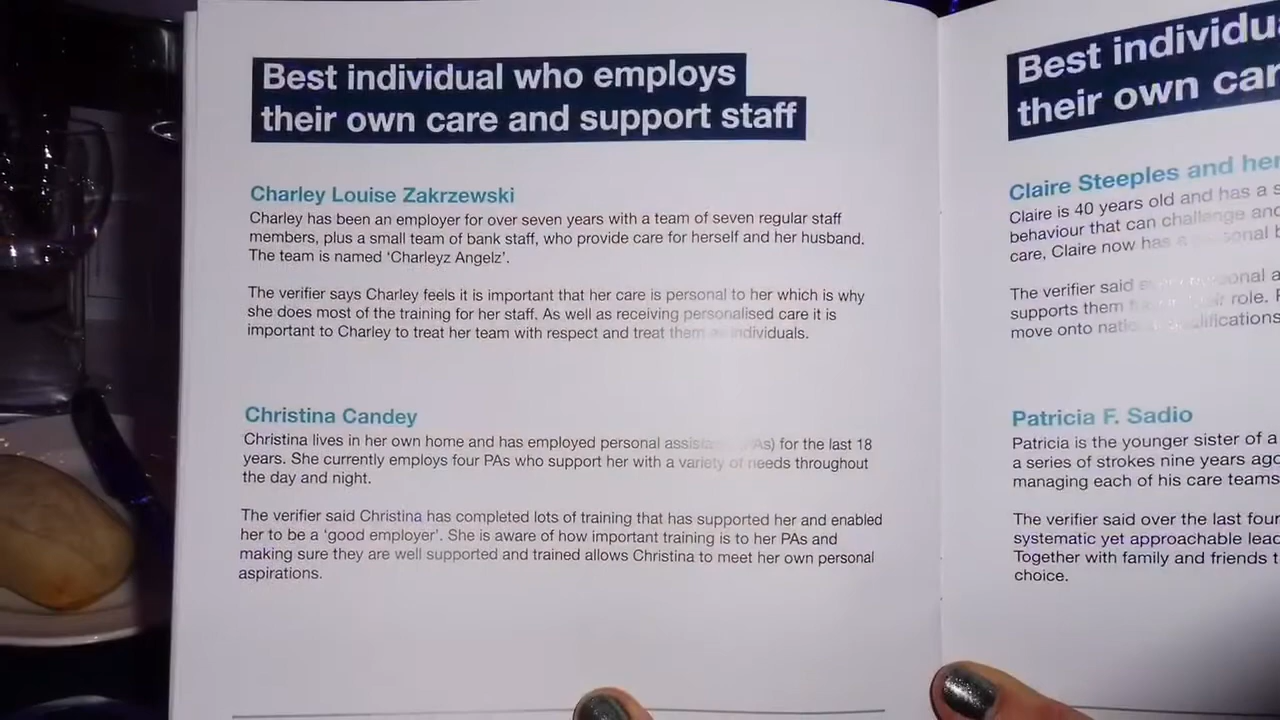 Best individual who employs
their own care and support staff
Charley Louise Zakrzewski
Charley has been an employer for over seven years with a team of seven regular staff
members, plus a small team of bank staff, who provide care for herself and her husband.
The team is named ‘Charleyz Angelz’.
The verifier says Charley feels it is important that her care is personal to her which is why
she does most of the training for her staff. As well as receiving personalised care it is
important to Charley to treat her team with respect and treat them as individuals.
Christina Candey
Christina lives in her own home and has employed personal (PAs) for the last 18
years. She currently employs four PAs who support her with a variety of needs throughout
the day and night.
The verifier said Christina has completed lots of training that has supported her and enabled
her to be a ‘good employer’. She is aware of how important training is to her PAs and
making sure they are well supported and trained allows Christina to meet her own personal
aspirations.
Best
their own
Claire Steeples and her
Claire is 40 years old and has a
behaviour that can challenge and
care, Claire now has
The verifier said
supports them role.
move onto
Patricia F. Sadio
Patricia is the younger sister of a
a series of strokes nine years ago
managing each of his care teams
The verifier said over the last four
systematic yet approachable
Together with family and friends
choice.